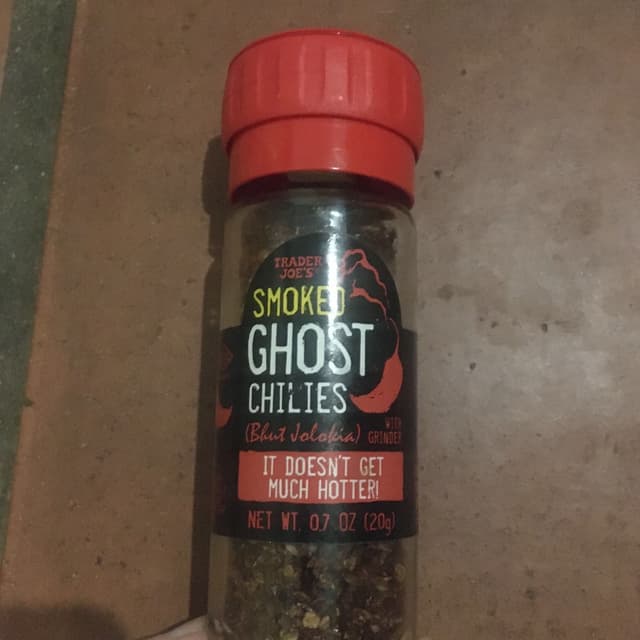 TRADER
JOE'S
SMOKED
GHOST
CHILIES
(Bhut Jolokia)
WITH
GRINDER
IT DOESN'T GET
MUCH HOTTER!
NET WT. 0.7 OZ (20g)